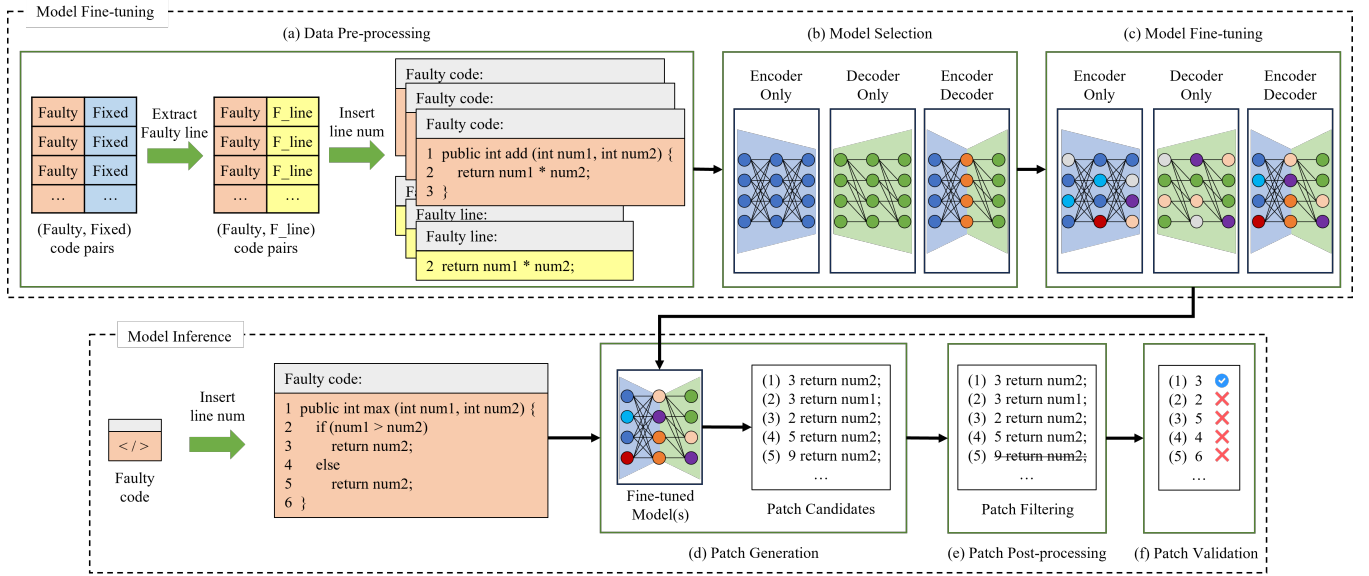 Model Fine-tuning
(a) Data Pre-processing
(b) Model Selection
(c) Model Fine-tuning
Faulty Fixed
Faulty Fixed
Faulty Fixed
… …
(Faulty, Fixed)
code pairs
Extract
Faulty line
Faulty F_line
Faulty F_line
Faulty F_line
… …
(Faulty, F_line)
code pairs
Insert
line num
Faulty code:
Faulty code:
Faulty code:
1 public int add (int num1, int num2) {
2 return num1 * num2;
3 }
Fa
Faulty line:
Faulty line:
2 return num1 * num2;
Encoder
Only
Decoder
Only
Encoder
Decoder
Encoder
Only
Decoder
Only
Encoder
Decoder
Model Inference
</>
Faulty
code
Insert
line num
Faulty code:
1 public int max (int num1, int num2) {
2 if (num1 > num2)
3 return num2;
4 else
5 return num2;
6 }
Fine-tuned
Model(s)
(1) 3 return num2;
(2) 3 return num1;
(3) 2 return num2;
(4) 5 return num2;
(5) 9 return num2;
…
Patch Candidates
(d) Patch Generation
(1) 3 return num2;
(2) 3 return num1;
(3) 2 return num2;
(4) 5 return num2;
(5) 9 return num2;
…
Patch Filtering
(e) Patch Post-processing
(1) 3
(2) 2
(3) 5
(4) 4
(5) 6
…
(f) Patch Validation